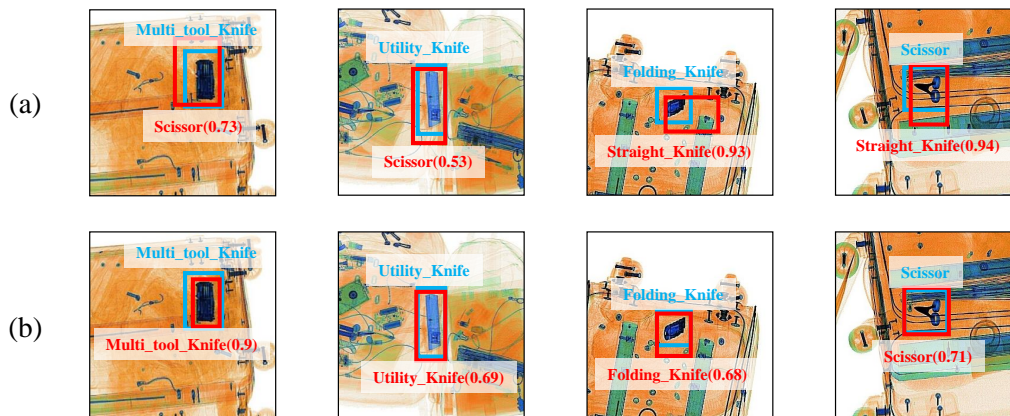 Multi_tool_Knife
Utility_Knife
Folding_Knife
Scissor
(a)
Scissor(0.73)
Scissor(0.53)
Straight_Knife(0.93)
Straight_Knife(0.94)
Multi_tool_Knife
Utility_Knife
Folding_Knife
Scissor
(b)
Multi_tool_Knife(0.9)
Utility_Knife(0.69)
Folding_Knife(0.68)
Scissor(0.71)